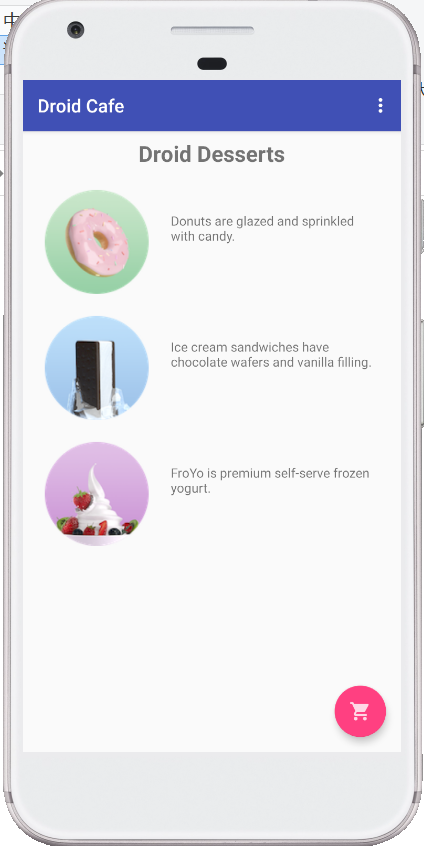 中
Droid Cafe
Droid Desserts
Donuts are glazed and sprinkled
with candy.
Ice cream sandwiches have
chocolate wafers and vanilla filling.
FroYo is premium self-serve frozen
yogurt.